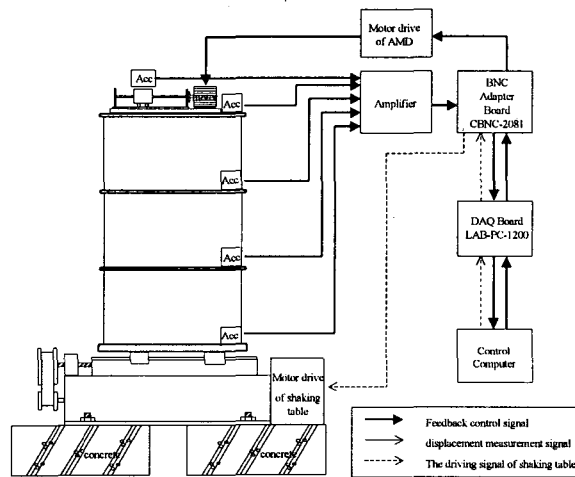 Motor drive
of AMD
Acc
Acc
Amplifier
BNC
Adapter
Board
CBNC-2081
Acc
Acc
DAQ Board
LAB-PC-1200
Acc
Control
Computer
Motor drive
of shaking
table
concrete
concrete
Feedback control signal
displacement measurement signal
The driving signal of shaking table